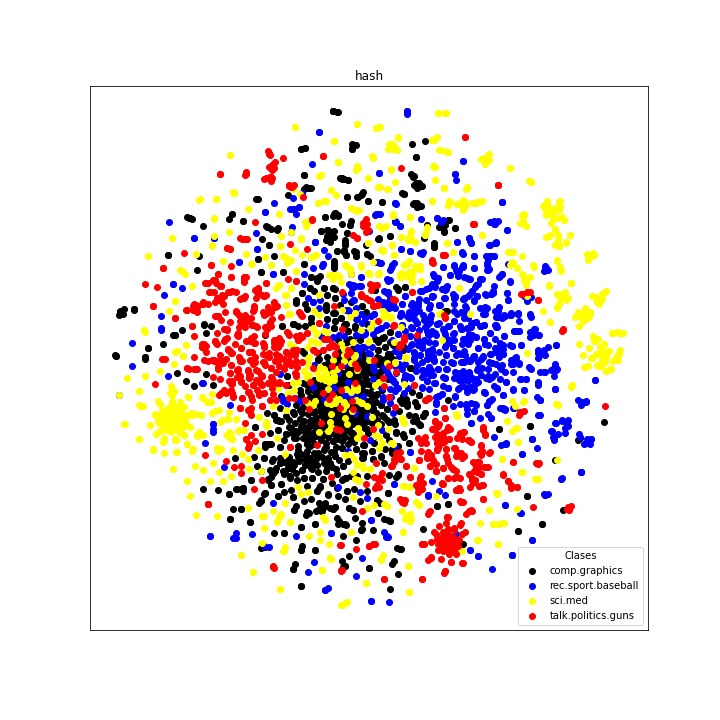 hash
Clases
comp.graphics
rec.sport.baseball
sci.med
talk.politics.guns